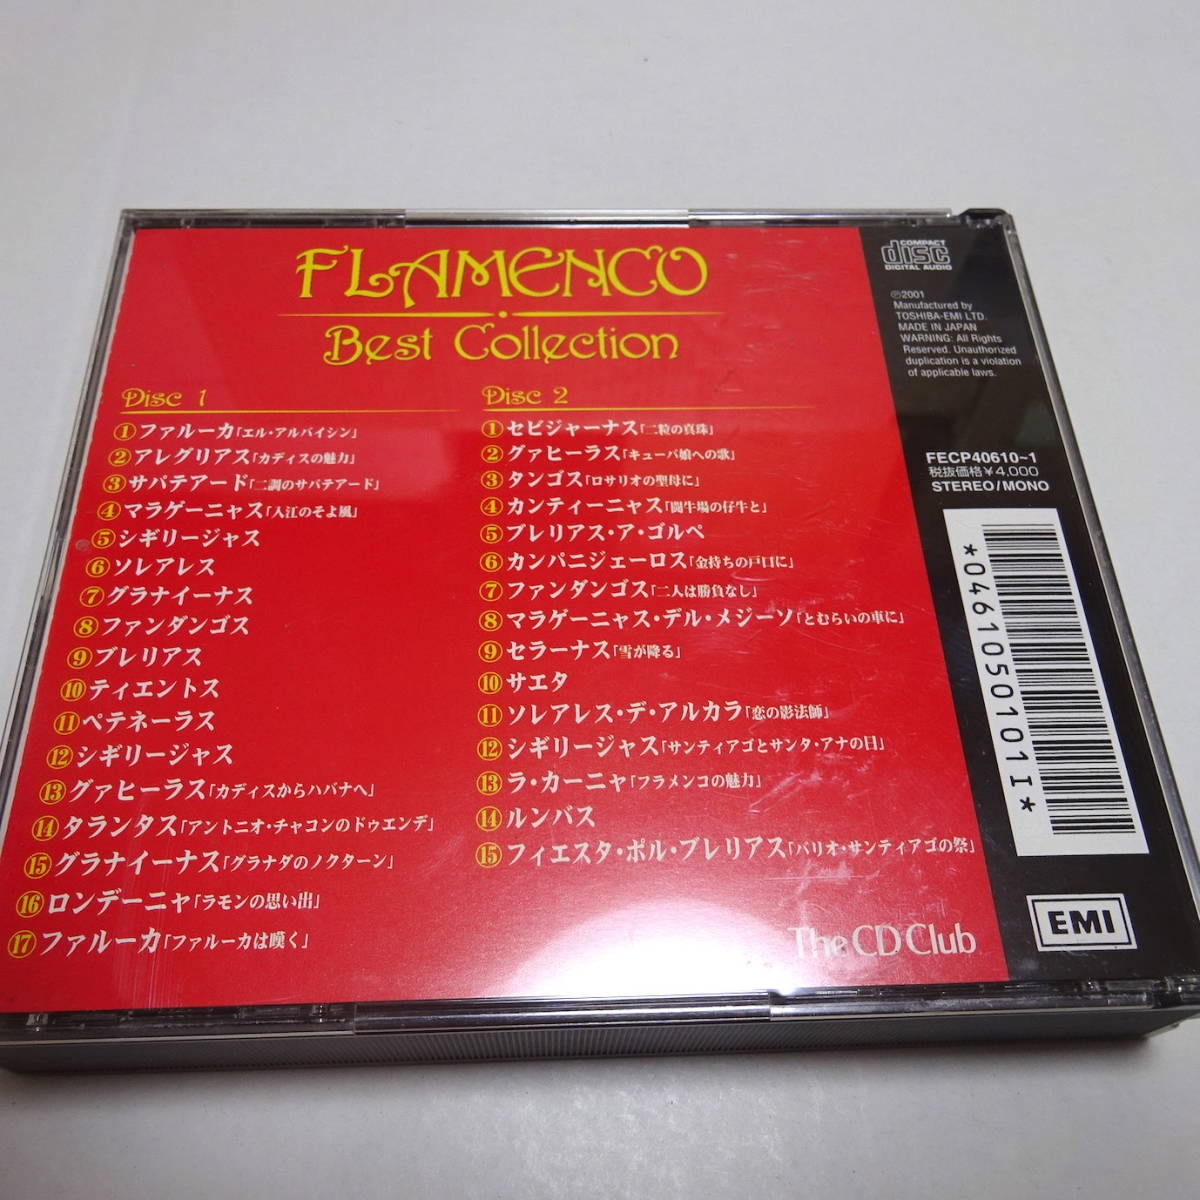 FLAMENCO
Best Collection
Disc 1
①ファルーカ「エル・アルバイシン」
②アレグリアス「カディスの魅力」
③サパテアード「二調のサパテアード」
④マラゲーニャス「入江のそよ風」
⑤シギリージャス
⑥ソレアレス
⑦グラナイーナス
⑧ファンダンゴス
⑨ブレリアス
⑩ティエントス
⑪ペテネーラス
⑫シギリージャス
⑬グァヒーラス「カディスからハバナへ」
⑭タランタス「アントニオ・チャコンのドゥエンデ」
⑮グラナイーナス「グラナダのノクターン」
⑯ロンデーニャ「ラモンの思い出」
⑰ファルーカ「ファルーカは嘆く」
Disc 2
①セビジャーナス「二粒の真珠」
②グァヒーラス「キューバ娘への歌」
③タンゴス「ロサリオの聖母に」
④カンティーニャス「闘牛場の仔牛と」
⑤ブレリアス・ア・ゴルペ
⑥カンパニジェーロス「金持ちの戸口に」
⑦ファンダンゴス「二人は勝負なし」
⑧マラゲーニャス・デル・メジーソ「とむらいの車に」
⑨セラーナス「雪が降る」
⑩サエタ
⑪ソレアレス・デ・アルカラ「恋の影法師」
⑫シギリージャス「サンティアゴとサンタ・アナの日」
⑬ラ・カーニャ「フラメンコの魅力」
⑭ルンバス
⑮フィエスタ・ポル・ブレリアス「バリオ・サンティアゴの祭」
The CD Club
COMPACT
disc
DIGITAL AUDIO
℗2001
Manufactured by
TOSHIBA-EMI LTD.
MADE IN JAPAN
WARNING: All Rights
Reserved. Unauthorized
duplication is a violation
of applicable laws.
FECP40610~1
税抜価格¥4,000
STEREO/MONO
*0461050101I*
EMI